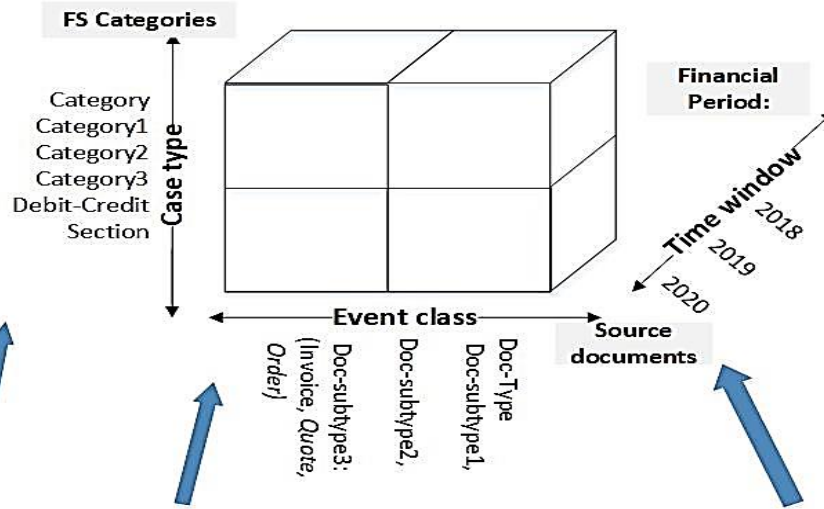 FS Categories
Category
Category1
Category2
Category3
Debit-Credit
Section
Case type
Financial
Period:
Time window
2018
2019
2020
Event class
Source
documents
Doc-Type
Doc-subtype1,
Doc-subtype2,
Doc-subtype3:
(Invoice, Quote,
Order)